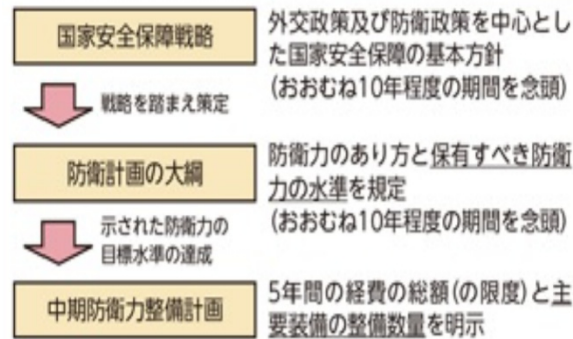 国家安全保障戦略
外交政策及び防衛政策を中心とし
た国家安全保障の基本方針
(おおむね10年程度の期間を念頭)
戦略を踏まえ策定
防衛計画の大綱
防衛力のあり方と保有すべき防衛
力の水準を規定
(おおむね10年程度の期間を念頭)
示された防衛力の
目標水準の達成
中期防衛力整備計画
5年間の経費の総額(の限度)と主
要装備の整備数量を明示